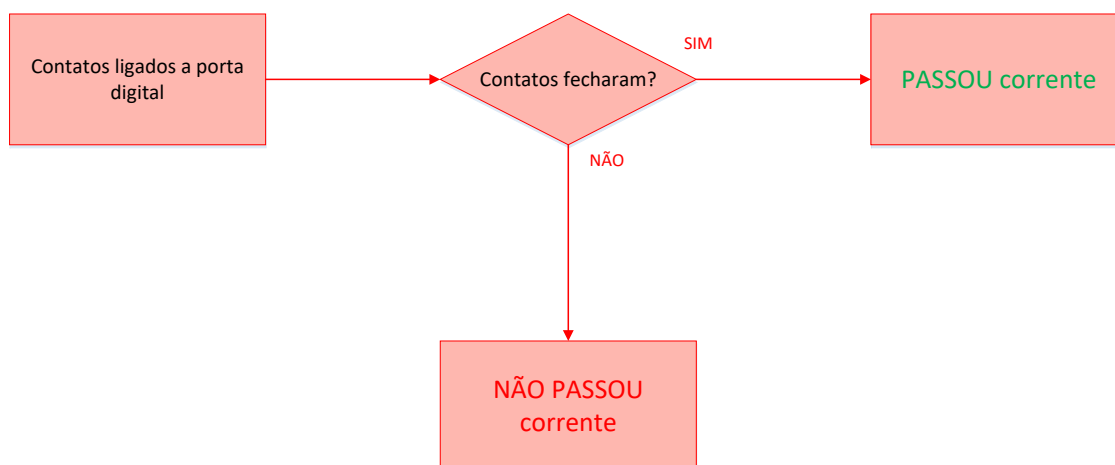 Contatos ligados a porta
digital
Contatos fecharam?
SIM
PASSOU corrente
NÃO
NÃO PASSOU
corrente